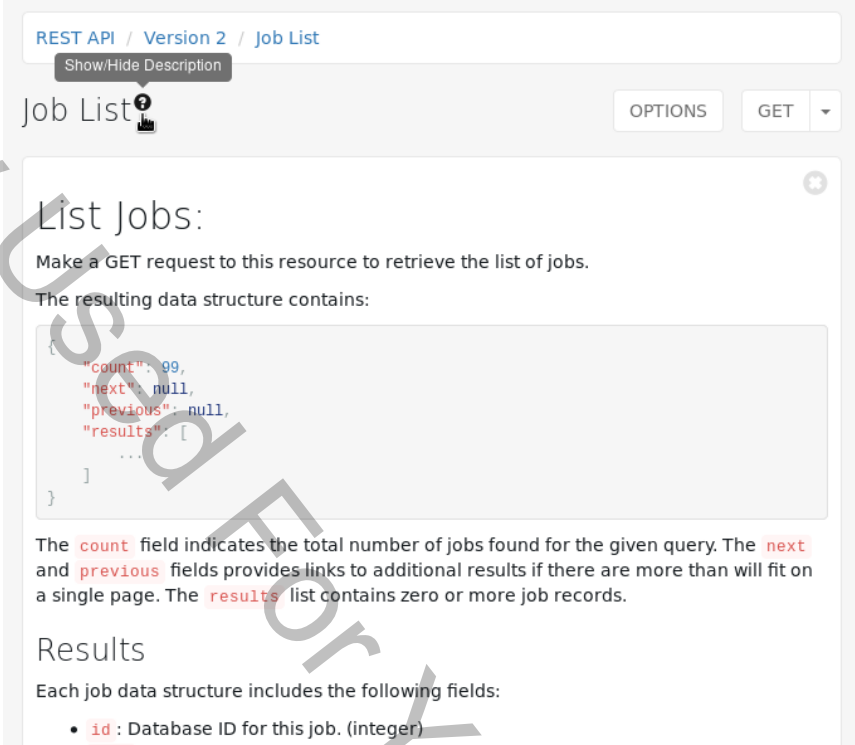 REST API / Version 2 / Job List
Show/Hide Description
Job List?
OPTIONS
GET
List Jobs:
Make a GET request to this resource to retrieve the list of jobs.
The resulting data structure contains:
{
"count": 99,
"next": null,
"previous": null,
"results": [
...
]
}
The count field indicates the total number of jobs found for the given query. The next
and previous fields provides links to additional results if there are more than will fit on
a single page. The results list contains zero or more job records.
Results
Each job data structure includes the following fields:
• id : Database ID for this job. (integer)
Used For